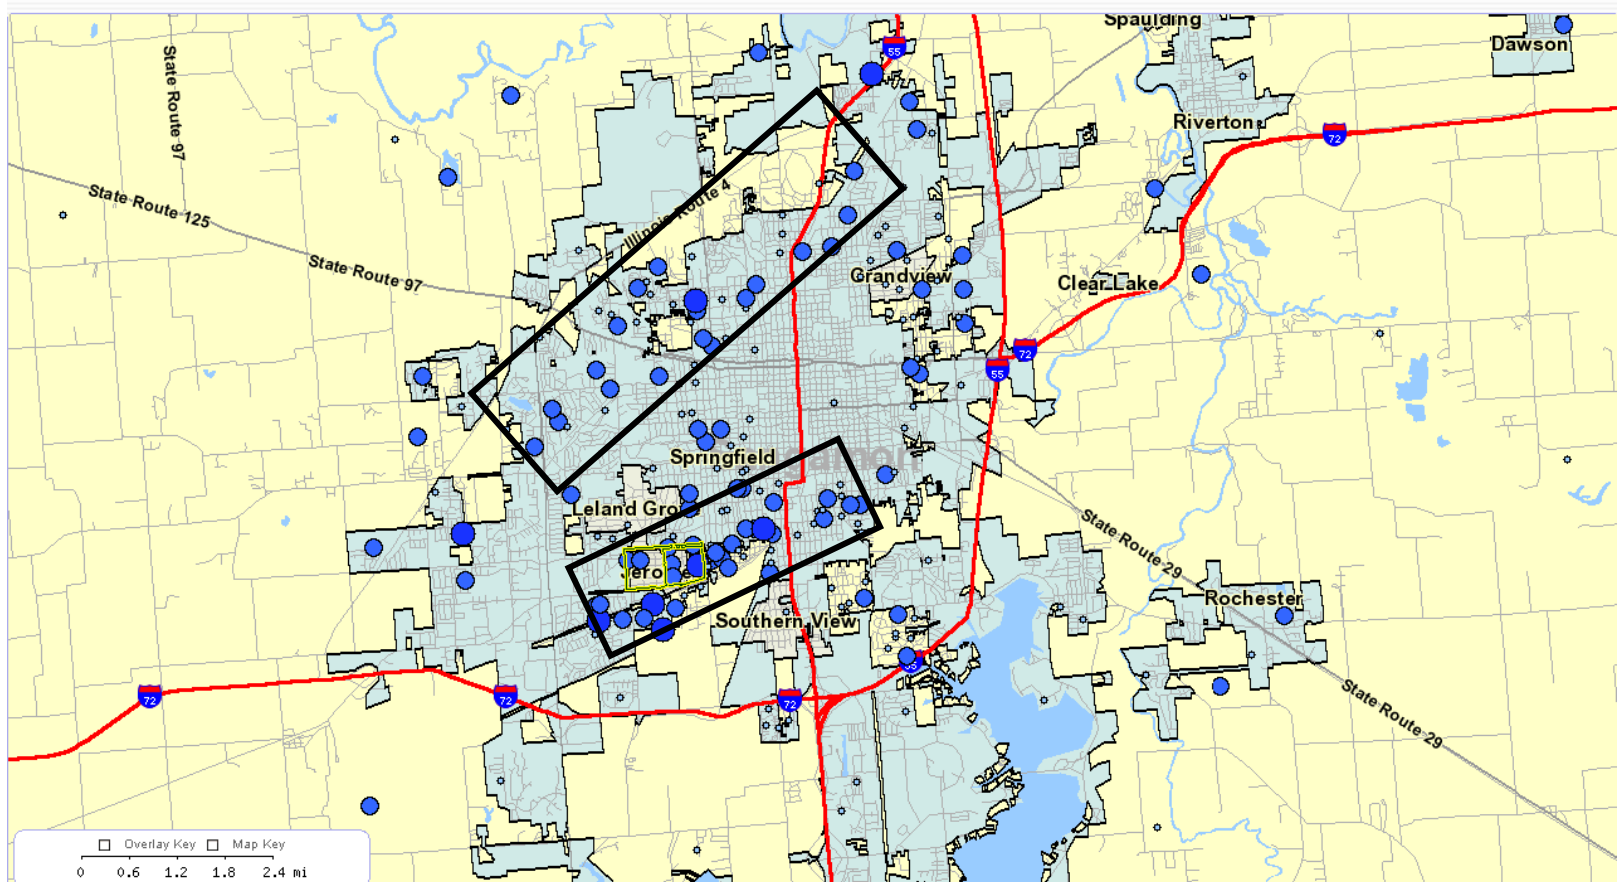 Spaulding
55
Dawson
State Route 97
Riverton
72
Illinois Route 4
State Route 125
State Route 97
Grandview
Clear Lake
72
55
Springfield
Leland Gro
State Route 29
Rochester
Southern View
72
72
72
State Route 29
Overlay Key
Map Key
0 0.6 1.2 1.8 2.4 mi